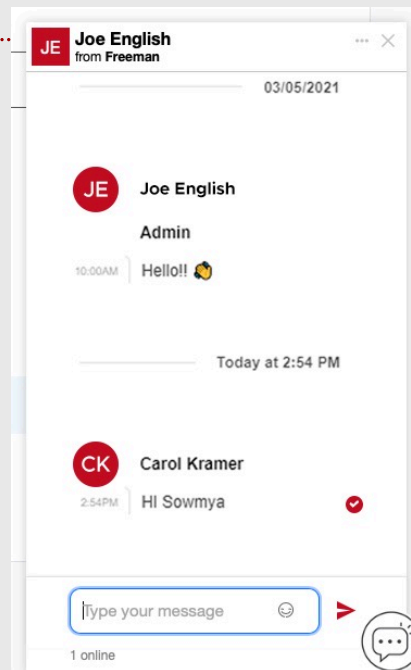 JE
Joe English
from Freeman
03/05/2021
JE
Joe English
Admin
10:00AM Hello!! 👏
Today at 2:54 PM
CK
Carol Kramer
2:54PM HI Sowmya
Type your message
1 online